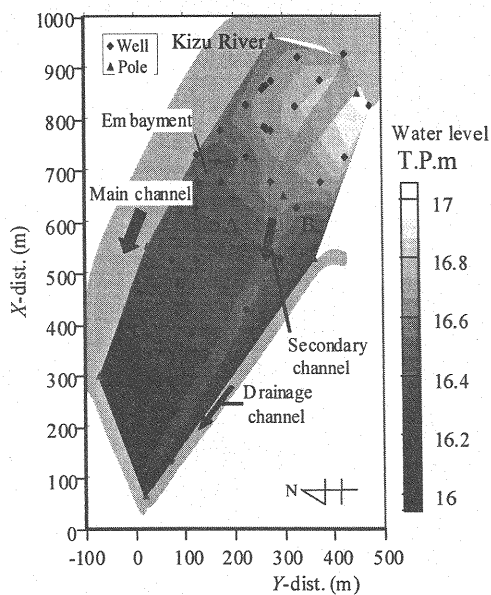 1000
900
800
700
600
500
400
300
200
100
0
X-dist. (m)
Well
Pole
Kizu River
Embayment
Main channel
A
B
Secondary
channel
Drainage
channel
N
-100 0 100 200 300 400 500
Y-dist. (m)
Water level
T.P.m
17
16.8
16.6
16.4
16.2
16